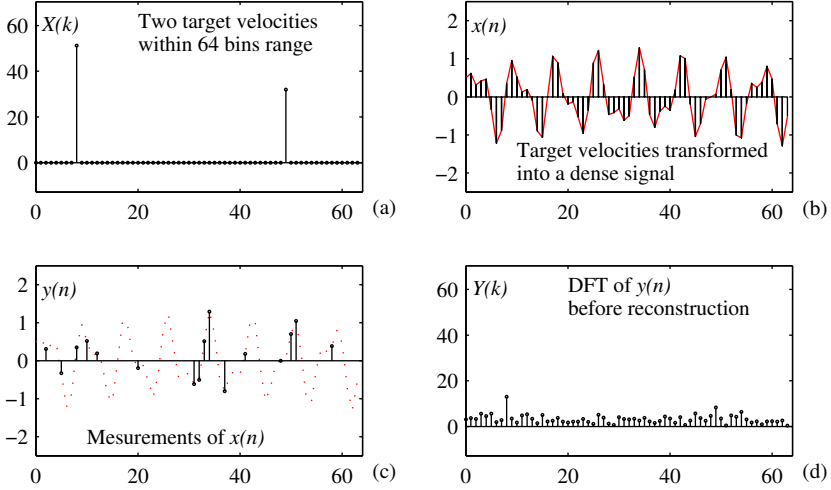 X(k)
Two target velocities
within 64 bins range
60
40
20
0
0
20
40
60
(a)
x(n)
2
1
0
-1
-2
Target velocities transformed
into a dense signal
0
20
40
60
(b)
y(n)
2
1
0
-1
-2
Mesurements of x(n)
0
20
40
60
(c)
Y(k)
DFT of y(n)
before reconstruction
60
40
20
0
0
20
40
60
(d)